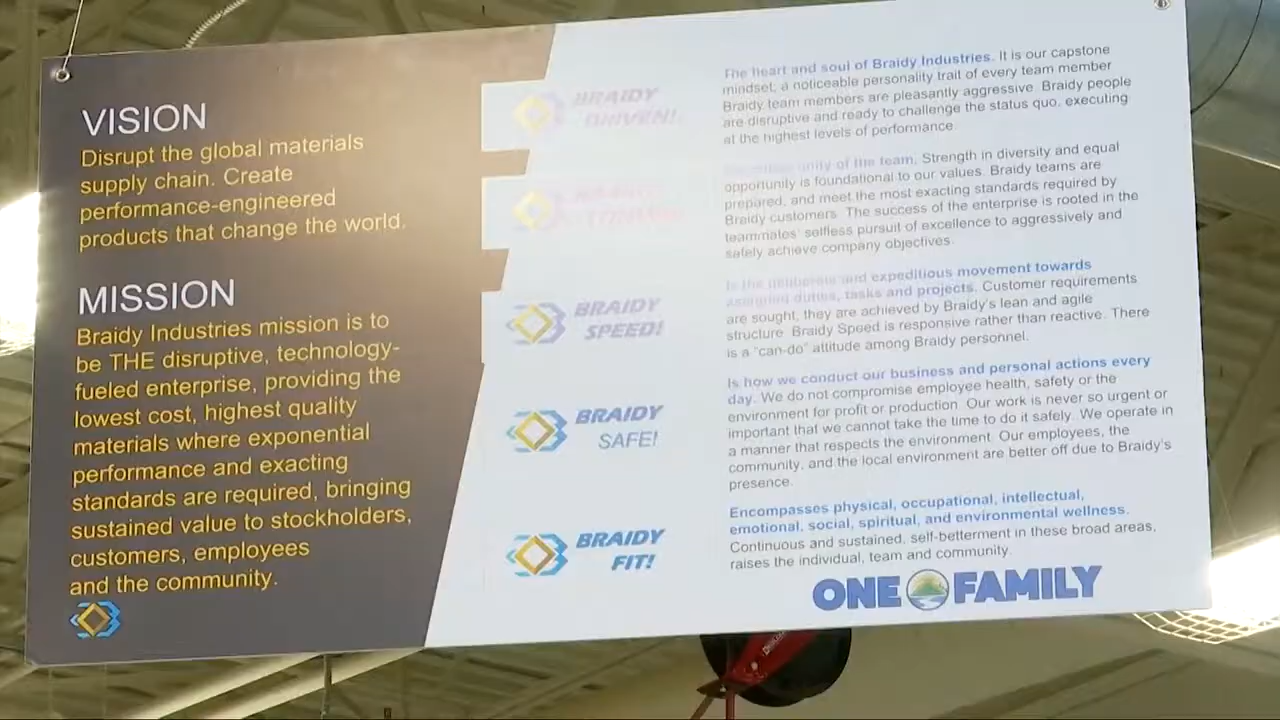 VISION
Disrupt the global materials
supply chain. Create
performance-engineered
products that change the world.
MISSION
Braidy Industries mission is to
be THE disruptive, technology-
fueled enterprise, providing the
lowest cost, highest quality
materials where exponential
performance and exacting
standards are required, bringing
sustained value to stockholders,
customers, employees
and the community.
BRAIDY
DRIVEN!
The heart and soul of Braidy Industries. It is our capstone
mindset; a noticeable personality trait of every team member
Braidy team members are pleasantly aggressive. Braidy people
are disruptive and ready to challenge the status quo, executing
at the highest levels of performance.
BRAIDY
unity of the team. Strength in diversity and equal
opportunity is foundational to our values. Braidy teams are
prepared, and meet the most exacting standards required by
Braidy customers. The success of the enterprise is rooted in the
teammates' selfless pursuit of excellence to aggressively and
safely achieve company objectives.
BRAIDY
SPEED!
Is the deliberate and expeditious movement towards
assigned duties, tasks and projects. Customer requirements
are sought, they are achieved by Braidy's lean and agile
structure. Braidy Speed is responsive rather than reactive. There
is a "can-do" attitude among Braidy personnel.
BRAIDY
SAFE!
Is how we conduct our business and personal actions every
day. We do not compromise employee health, safety or the
environment for profit or production. Our work is never so urgent or
important that we cannot take the time to do it safely. We operate in
a manner that respects the environment. Our employees, the
community, and the local environment are better off due to Braidy's
presence.
BRAIDY
FIT!
Encompasses physical, occupational, intellectual,
emotional, social, spiritual, and environmental wellness.
Continuous and sustained, self-betterment in these broad areas,
raises the individual, team and community.
ONE FAMILY